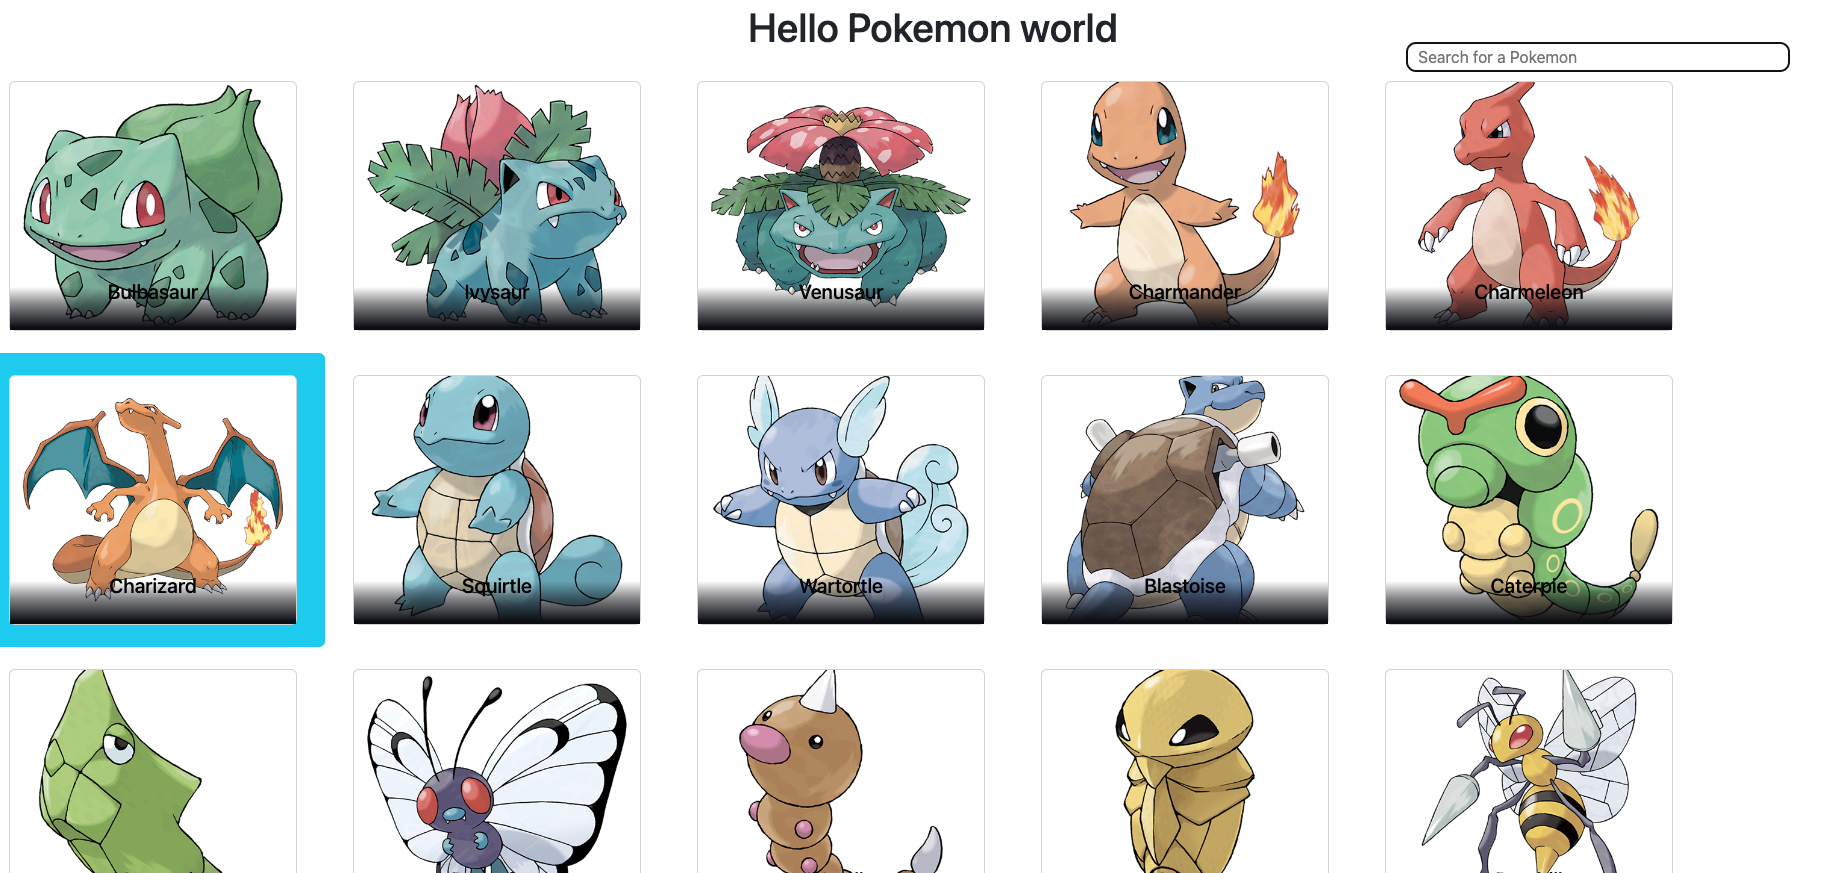 Hello Pokemon world
Search for a Pokemon
Bulbasaur
Ivysaur
Venusaur
Charmander
Charmeleon
Charizard
Squirtle
Wartortle
Blastoise
Caterpie